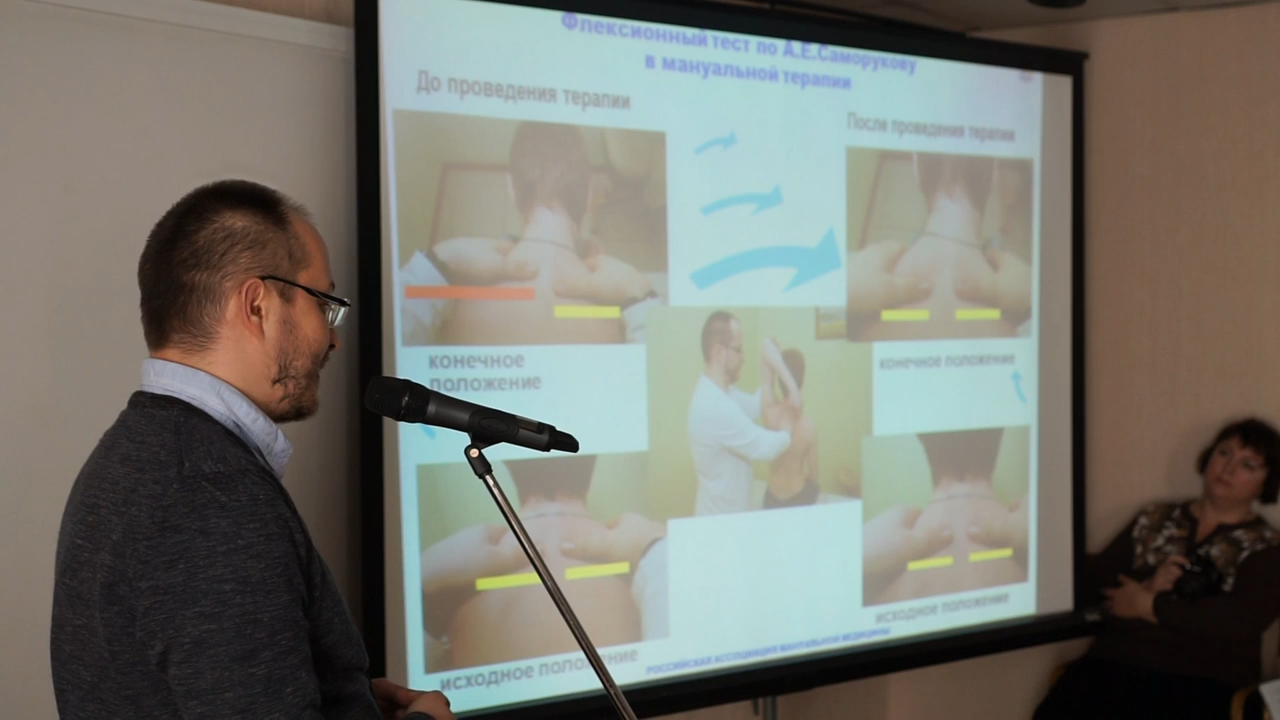 Флексионный тест по А.Е.Саморукову
в мануальной терапии
До проведения терапии
После проведения терапии
конечное
положение
конечное положение
исходное положение
исходное положение
РОССИЙСКАЯ АССОЦИАЦИЯ МАНУАЛЬНОЙ МЕДИЦИНЫ